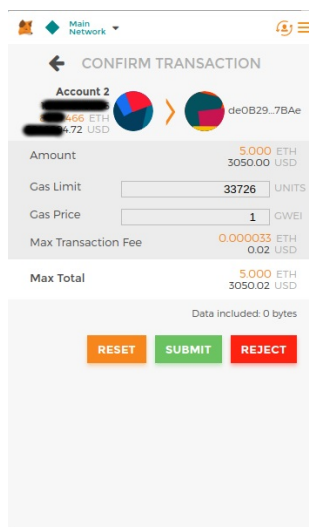 Main
Network
CONFIRM TRANSACTION
Account 2
466 ETH
4.72 USD
de0B29...7BAe
Amount 5.000 ETH
3050.00 USD
Gas Limit 33726 UNITS
Gas Price 1 GWEI
Max Transaction Fee 0.000033 ETH
0.02 USD
Max Total 5.000 ETH
3050.02 USD
Data included: 0 bytes
RESET SUBMIT REJECT